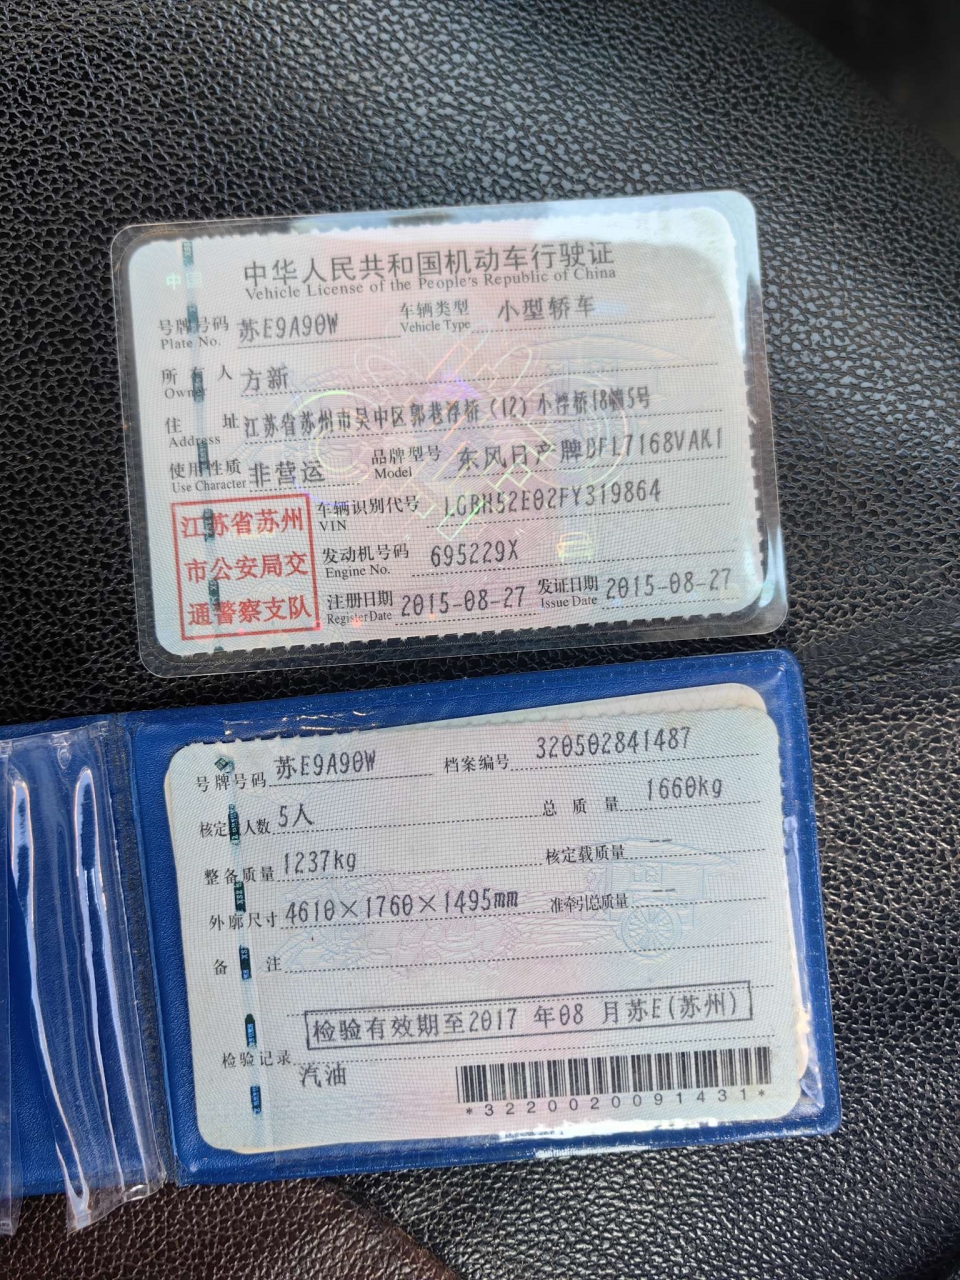 中华人民共和国机动车行驶证
Vehicle License of the People's Republic of China
号牌号码 苏E9A90W 车辆类型 小型轿车
Plate No. Vehicle Type
所有人 方新
Owner
住址 江苏省苏州市吴中区郭巷浮桥(12)小浮桥18幢5号
Address
使用性质 非营运 品牌型号 东风日产牌DFL7168VAK1
Use Character Model
江苏省苏州
市公安局交
通警察支队
车辆识别代号 LGBH52E02FY319864
VIN
发动机号码 695229X
Engine No.
注册日期 2015-08-27 发证日期 2015-08-27
Register Date Issue Date
号牌号码 苏E9A90W 档案编号 320502841487
核定 人数 5人 总质量 1660kg
整备质量 1237kg 核定载质量 --
外廓尺寸 4610×1760×1495mm 准牵引总质量 --
备注
检验有效期至2017 年08 月苏E(苏州)
检验记录
汽油
*3220020091431*